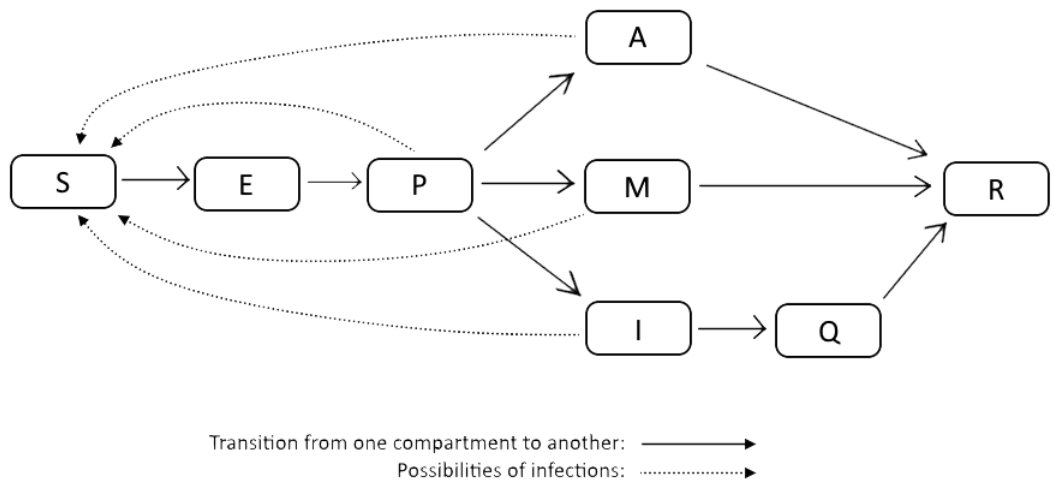 A
S
E
P
M
R
I
Q
Transition from one compartment to another:
Possibilities of infections: